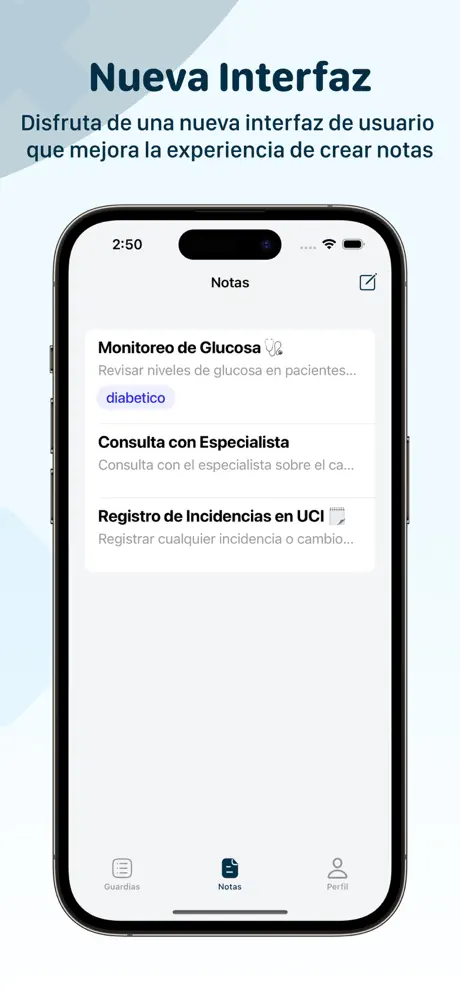 Nueva Interfaz
Disfruta de una nueva interfaz de usuario
que mejora la experiencia de crear notas
2:50
Notas
Monitoreo de Glucosa 🩺
Revisar niveles de glucosa en pacientes...
diabetico
Consulta con Especialista
Consulta con el especialista sobre el ca...
Registro de Incidencias en UCI 🗒️
Registrar cualquier incidencia o cambio...
Guardias
Notas
Perfil